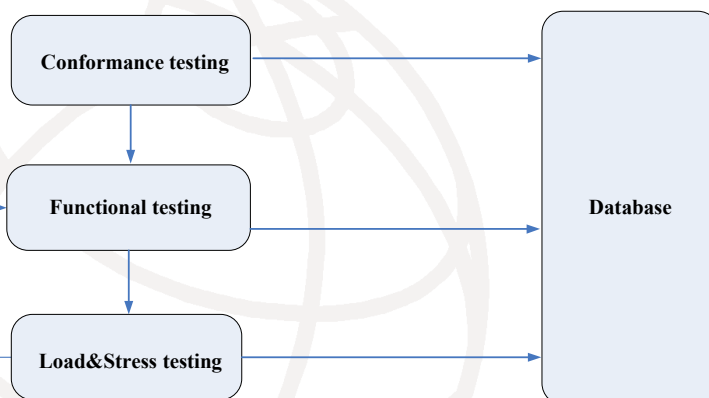 Conformance testing
Functional testing
Database
Load&Stress testing